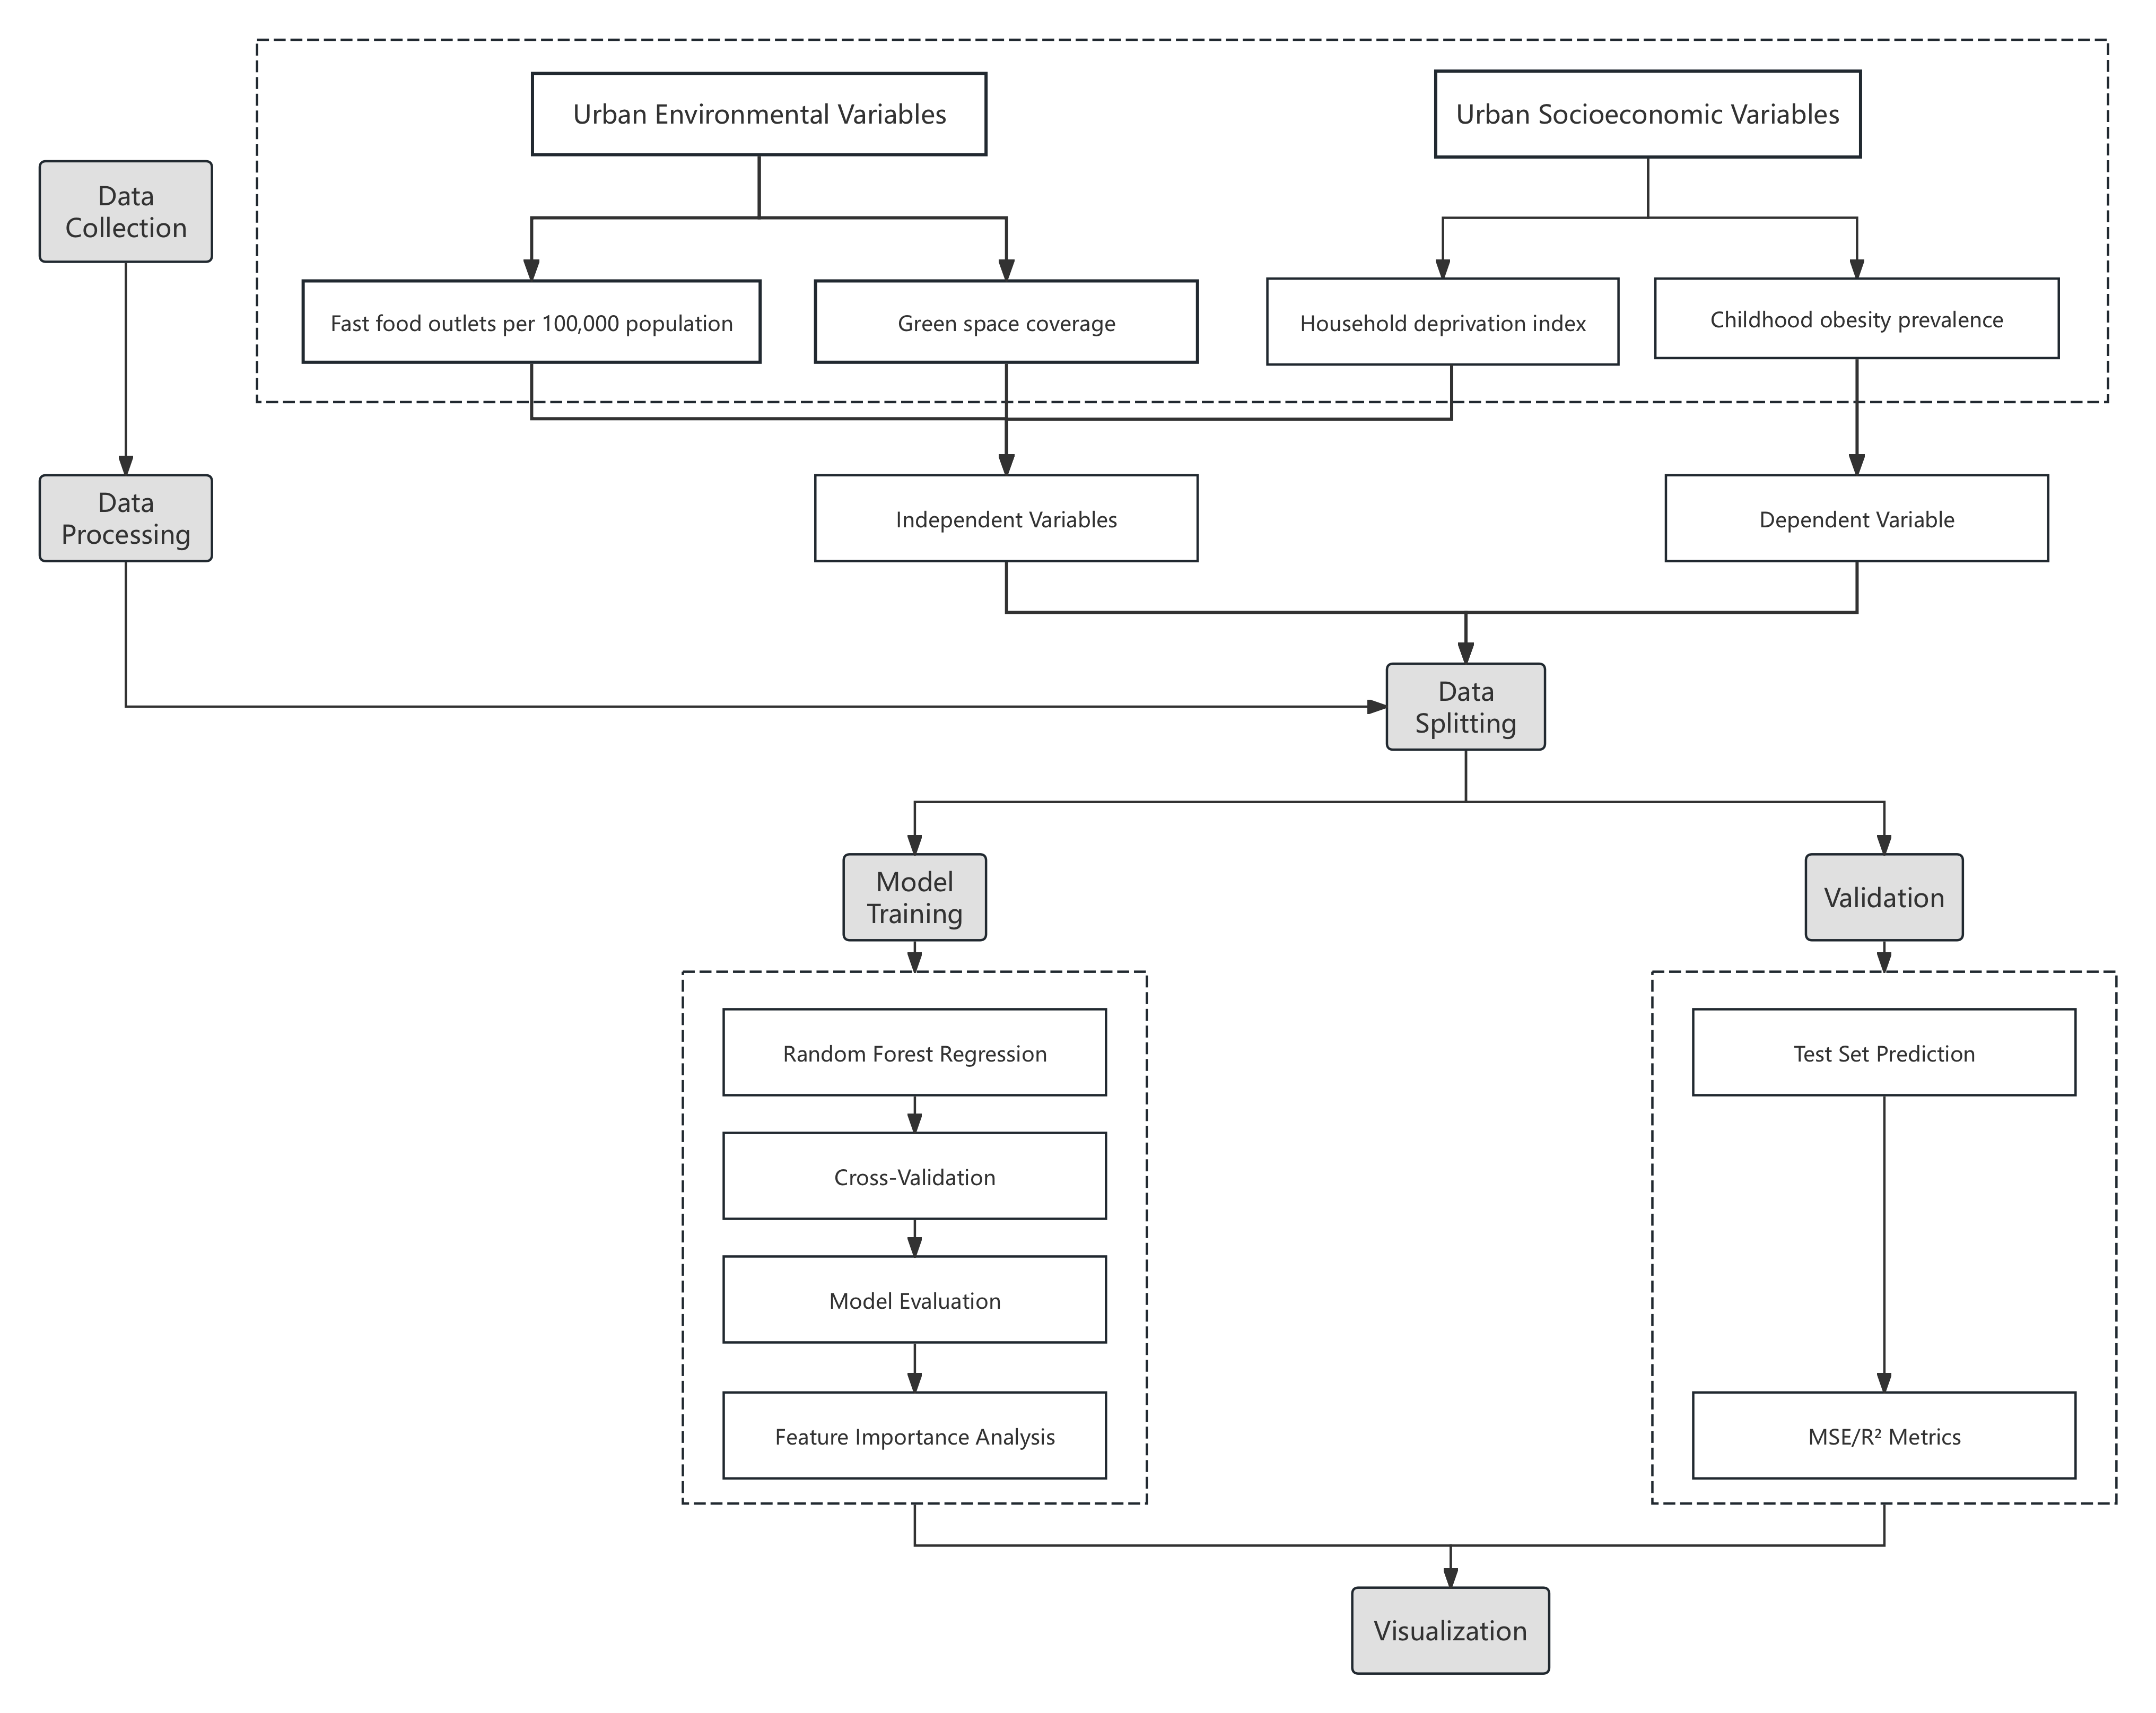 Urban Environmental Variables
Urban Socioeconomic Variables
Data
Collection
Fast food outlets per 100,000 population
Green space coverage
Household deprivation index
Childhood obesity prevalence
Data
Processing
Independent Variables
Dependent Variable
Data
Splitting
Model
Training
Validation
Random Forest Regression
Test Set Prediction
Cross-Validation
Model Evaluation
Feature Importance Analysis
MSE/R² Metrics
Visualization